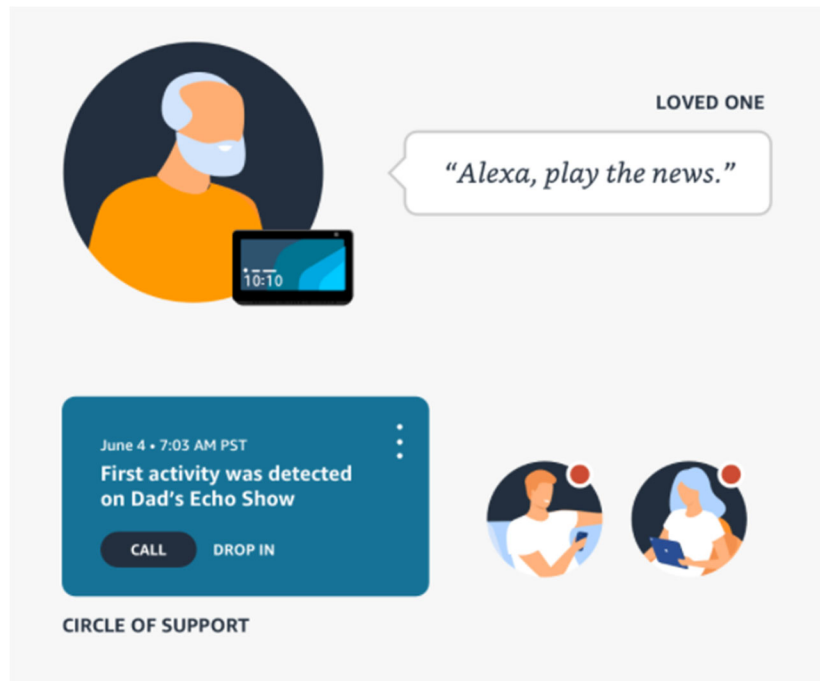 LOVED ONE
“Alexa, play the news.”
10:10
June 4 • 7:03 AM PST
First activity was detected
on Dad’s Echo Show
CALL DROP IN
CIRCLE OF SUPPORT